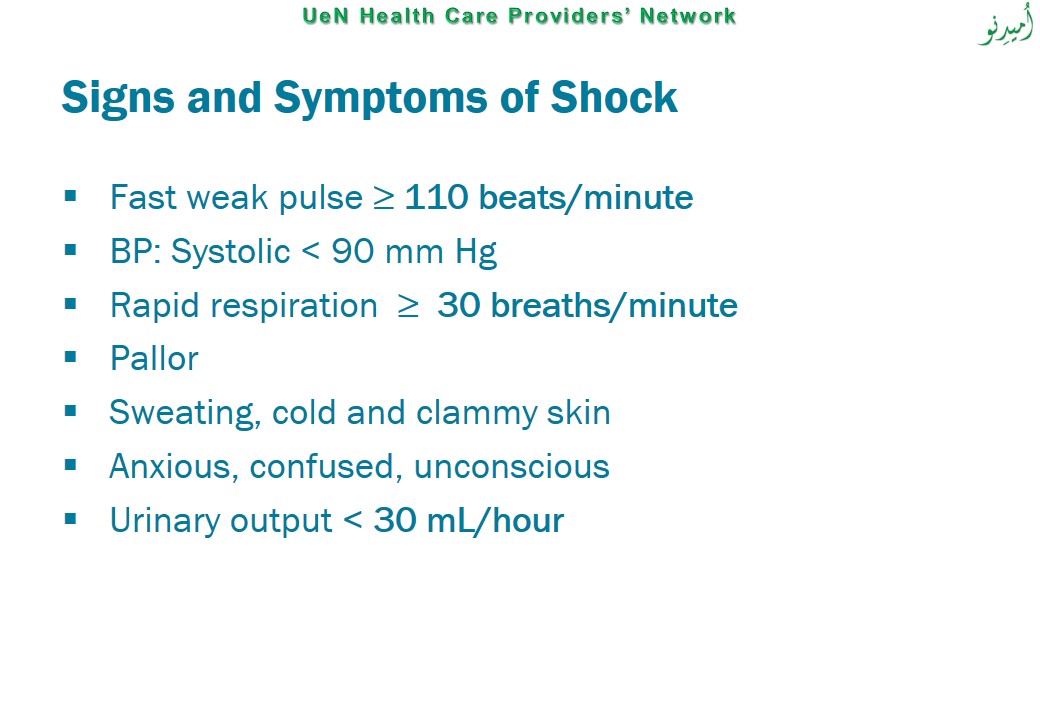 UeN Health Care Providers’ Network
اُمیدِنو
Signs and Symptoms of Shock
▪ Fast weak pulse ≥ 110 beats/minute
▪ BP: Systolic < 90 mm Hg
▪ Rapid respiration ≥ 30 breaths/minute
▪ Pallor
▪ Sweating, cold and clammy skin
▪ Anxious, confused, unconscious
▪ Urinary output < 30 mL/hour